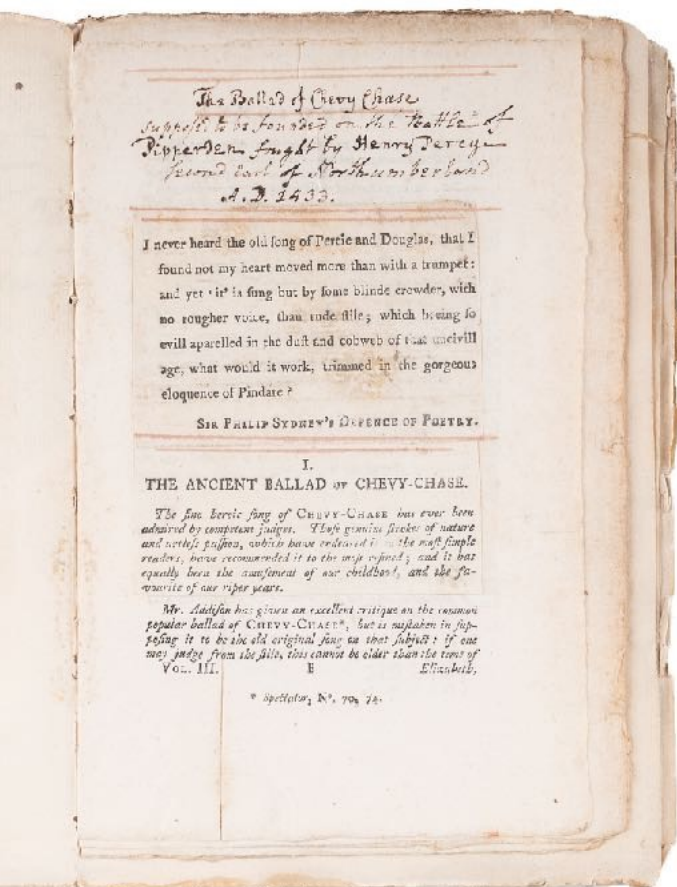 The Ballad of Chevy Chase
suppos'd to be founded on the Battle of
Pipperden fought by Henry Percy
second Earl of Northumberland
A.D. 1433.
I never heard the old ſong of Percie and Douglas, that I
found not my heart moved more than with a trumpet:
and yet ‘it’ is ſung but by ſome blinde crowder, with
no rougher voice, than rude ſtile; which beeing ſo
evill aparelled in the duſt and cobweb of that uncivill
age, what would it work, trimmed in the gorgeous
eloquence of Pindare?
SIR PHILIP SYDNEY'S DEFENCE OF POETRY.
I.
THE ANCIENT BALLAD OF CHEVY-CHASE.
The fine heroic ſong of CHEVY-CHASE has ever been
admired by competent judges. Thoſe genuine ſtrokes of nature
and artleſs paſſion, which have endeared it to the moſt ſimple
readers, have recommended it to the moſt refined; and it has
equally been the amuſement of our childhood, and the fa-
vourite of our riper years.
Mr. Addiſon has given an excellent critique on the common
popular ballad of CHEVY-CHASE*, but is miſtaken in ſup-
poſing it to be the old original ſong on that ſubject: if one
may judge from the ſtile, this cannot be older than the time of
VOL. III. E Elizabeth,
* Spectator, Nº. 70, 74.